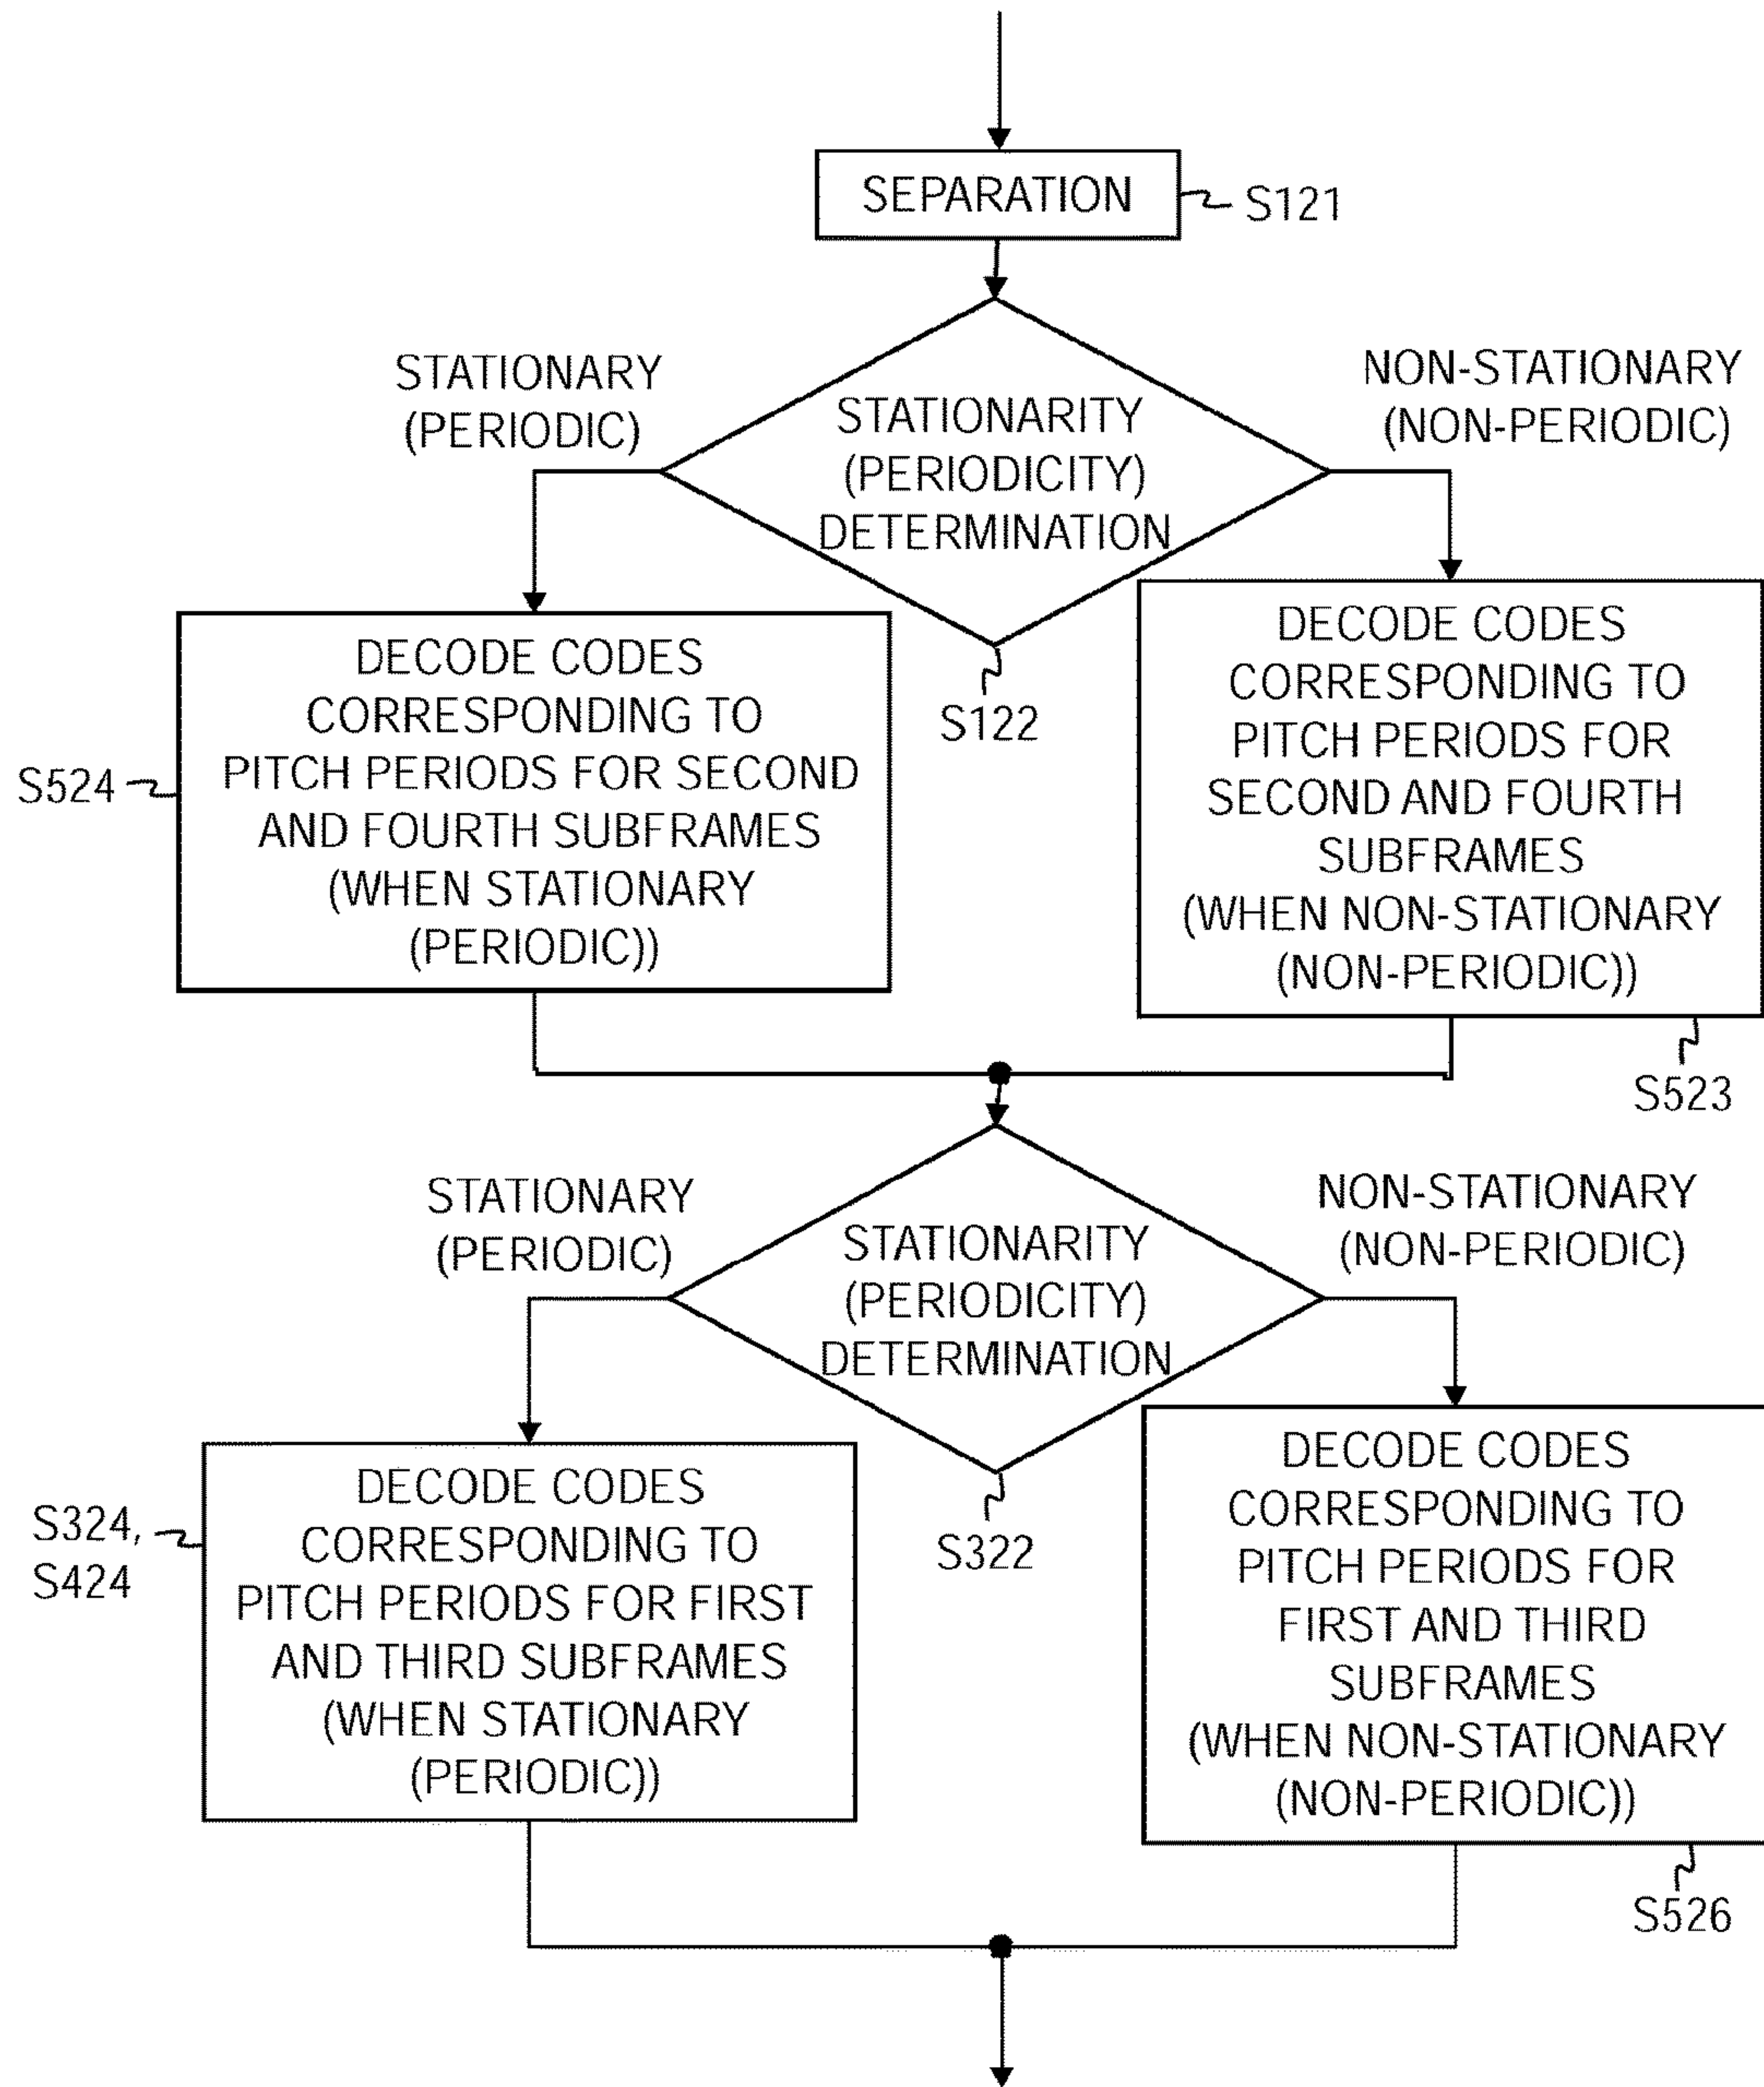 SEPARATION
S121
STATIONARY
(PERIODIC)
STATIONARITY
(PERIODICITY)
DETERMINATION
NON-STATIONARY
(NON-PERIODIC)
S122
S524
DECODE CODES
CORRESPONDING TO
PITCH PERIODS FOR SECOND
AND FOURTH SUBFRAMES
(WHEN STATIONARY
(PERIODIC))
DECODE CODES
CORRESPONDING TO
PITCH PERIODS FOR
SECOND AND FOURTH
SUBFRAMES
(WHEN NON-STATIONARY
(NON-PERIODIC))
S523
STATIONARY
(PERIODIC)
STATIONARITY
(PERIODICITY)
DETERMINATION
NON-STATIONARY
(NON-PERIODIC)
S322
S324,
S424
DECODE CODES
CORRESPONDING TO
PITCH PERIODS FOR FIRST
AND THIRD SUBFRAMES
(WHEN STATIONARY
(PERIODIC))
DECODE CODES
CORRESPONDING TO
PITCH PERIODS FOR
FIRST AND THIRD
SUBFRAMES
(WHEN NON-STATIONARY
(NON-PERIODIC))
S526